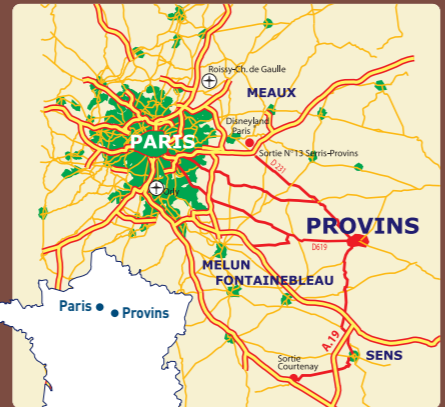 Roissy-Ch. de Gaulle
MEAUX
Disneyland
Paris
PARIS
Sortie N°13 Serris-Provins
D 231
Orly
PROVINS
D619
MELUN
FONTAINEBLEAU
Paris
Provins
A.19
SENS
Sortie
Courtenay